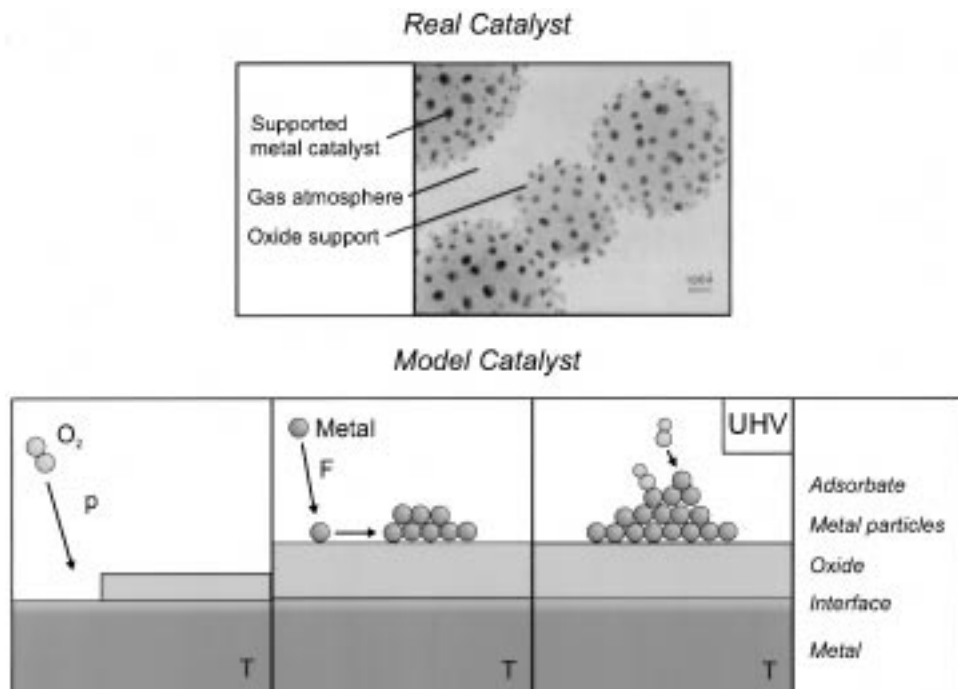 Real Catalyst
Supported
metal catalyst
Gas atmosphere
Oxide support
Model Catalyst
O₂
p
T
Metal
F
T
UHV
T
Adsorbate
Metal particles
Oxide
Interface
Metal